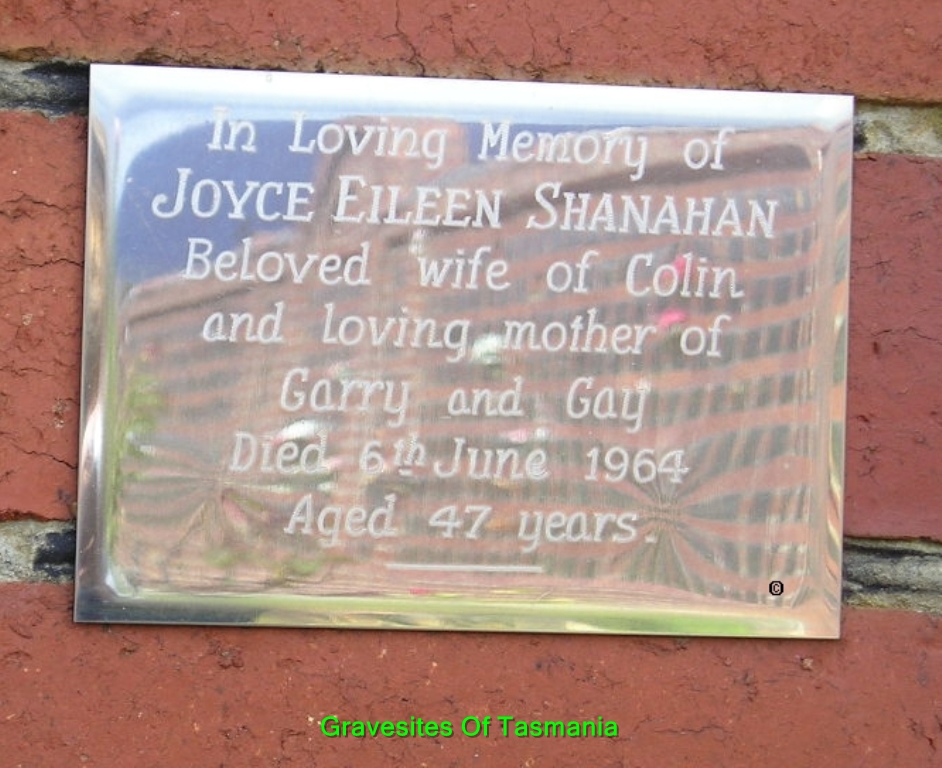 In Loving Memory of
JOYCE EILEEN SHANAHAN
Beloved wife of Colin
and loving mother of
Garry and Gay
Died 6th June 1964
Aged 47 years.
©
Gravesites Of Tasmania